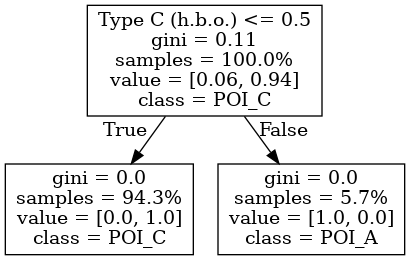 Type C (h.b.o.) <= 0.5
gini = 0.11
samples = 100.0%
value = [0.06, 0.94]
class = POI_C
True
False
gini = 0.0
samples = 94.3%
value = [0.0, 1.0]
class = POI_C
gini = 0.0
samples = 5.7%
value = [1.0, 0.0]
class = POI_A